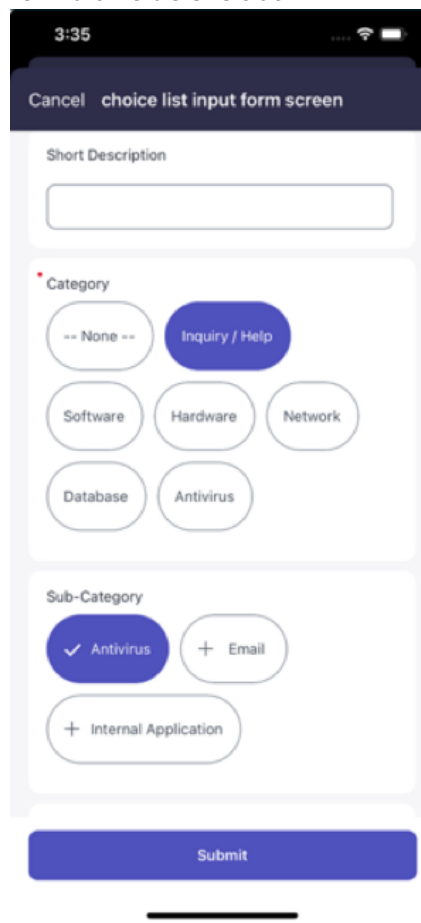 3:35
Cancel choice list input form screen
Short Description
Category
-- None -- Inquiry / Help
Software Hardware Network
Database Antivirus
Sub-Category
Antivirus + Email
+ Internal Application
Submit